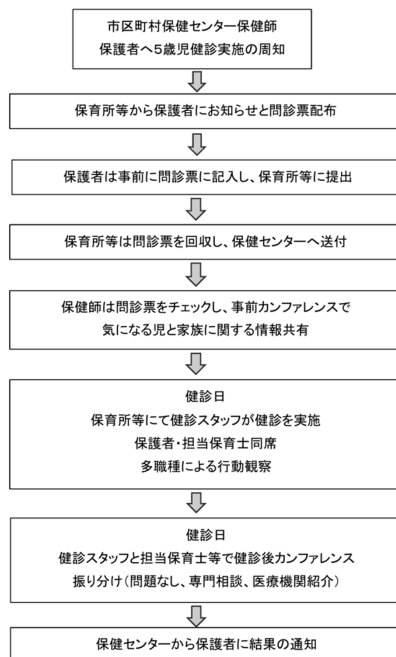 市区町村保健センター保健師
保護者へ5歳児健診実施の周知
保育所等から保護者にお知らせと問診票配布
保護者は事前に問診票に記入し、保育所等に提出
保育所等は問診票を回収し、保健センターへ送付
保健師は問診票をチェックし、事前カンファレンスで
気になる児と家族に関する情報共有
健診日
保育所等にて健診スタッフが健診を実施
保護者・担当保育士同席
多職種による行動観察
健診日
健診スタッフと担当保育士等で健診後カンファレンス
振り分け(問題なし、専門相談、医療機関紹介)
保健センターから保護者に結果の通知